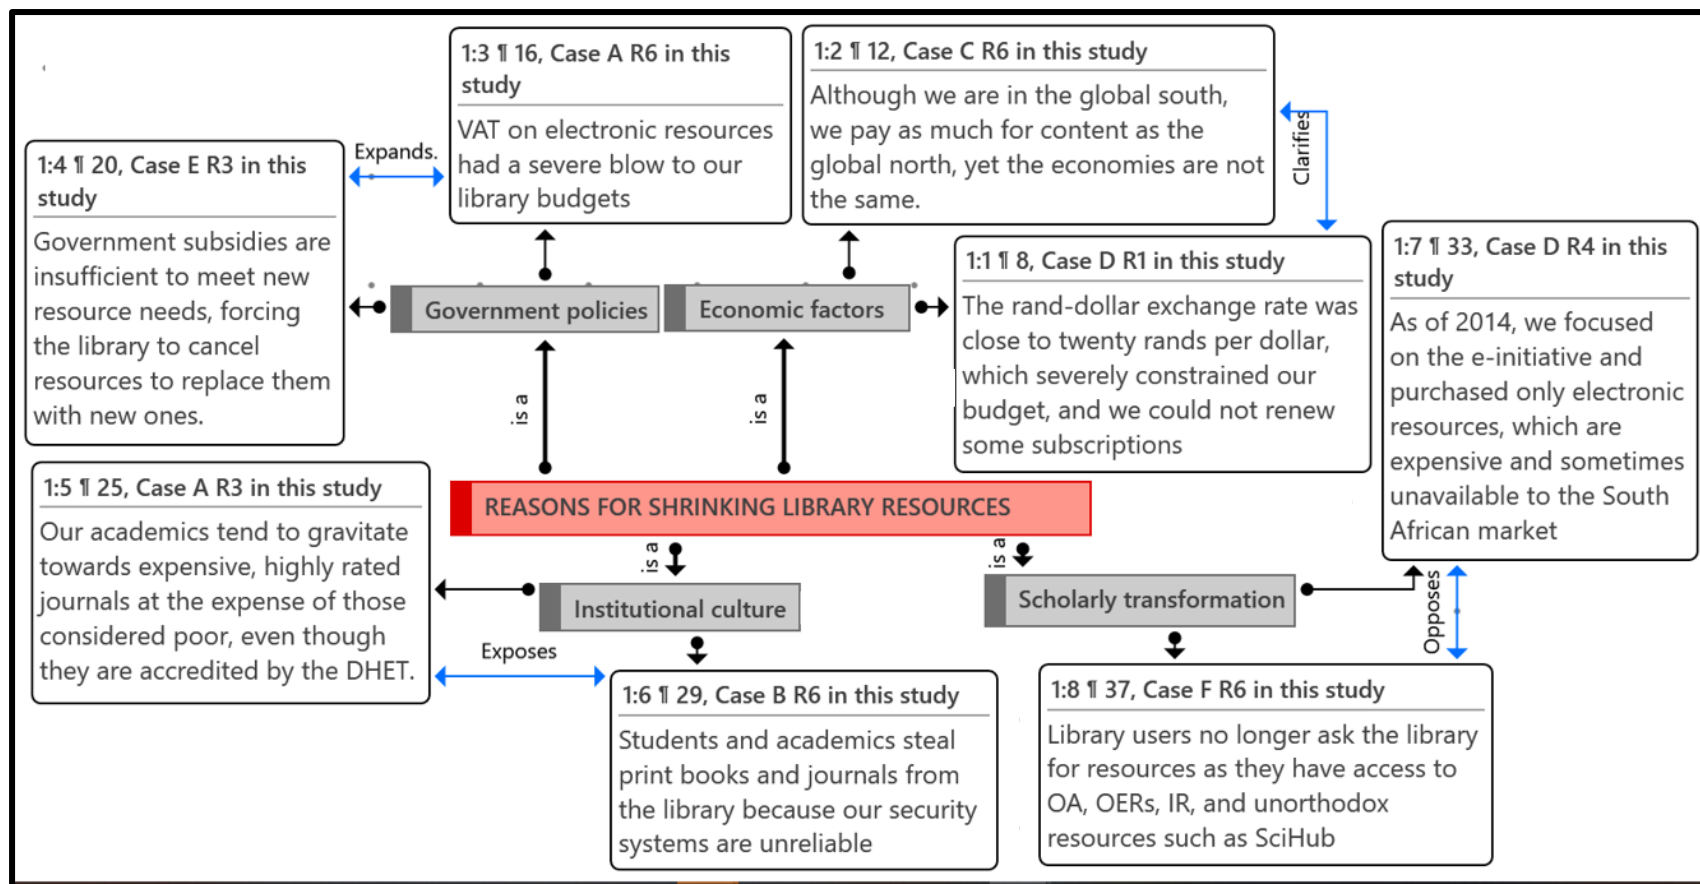 1:3 ¶ 16, Case A R6 in this
study
VAT on electronic resources
had a severe blow to our
library budgets
1:2 ¶ 12, Case C R6 in this study
Although we are in the global south,
we pay as much for content as the
global north, yet the economies are not
the same.
Clarifies
Expands.
1:4 ¶ 20, Case E R3 in this
study
Government subsidies are
insufficient to meet new
resource needs, forcing
the library to cancel
resources to replace them
with new ones.
Government policies
Economic factors
1:1 ¶ 8, Case D R1 in this study
The rand-dollar exchange rate was
close to twenty rands per dollar,
which severely constrained our
budget, and we could not renew
some subscriptions
1:7 ¶ 33, Case D R4 in this
study
As of 2014, we focused
on the e-initiative and
purchased only electronic
resources, which are
expensive and sometimes
unavailable to the South
African market
is a
is a
REASONS FOR SHRINKING LIBRARY RESOURCES
is a
is a
1:5 ¶ 25, Case A R3 in this study
Our academics tend to gravitate
towards expensive, highly rated
journals at the expense of those
considered poor, even though
they are accredited by the DHET.
Institutional culture
Scholarly transformation
Opposes
Exposes
1:6 ¶ 29, Case B R6 in this study
Students and academics steal
print books and journals from
the library because our security
systems are unreliable
1:8 ¶ 37, Case F R6 in this study
Library users no longer ask the library
for resources as they have access to
OA, OERs, IR, and unorthodox
resources such as SciHub